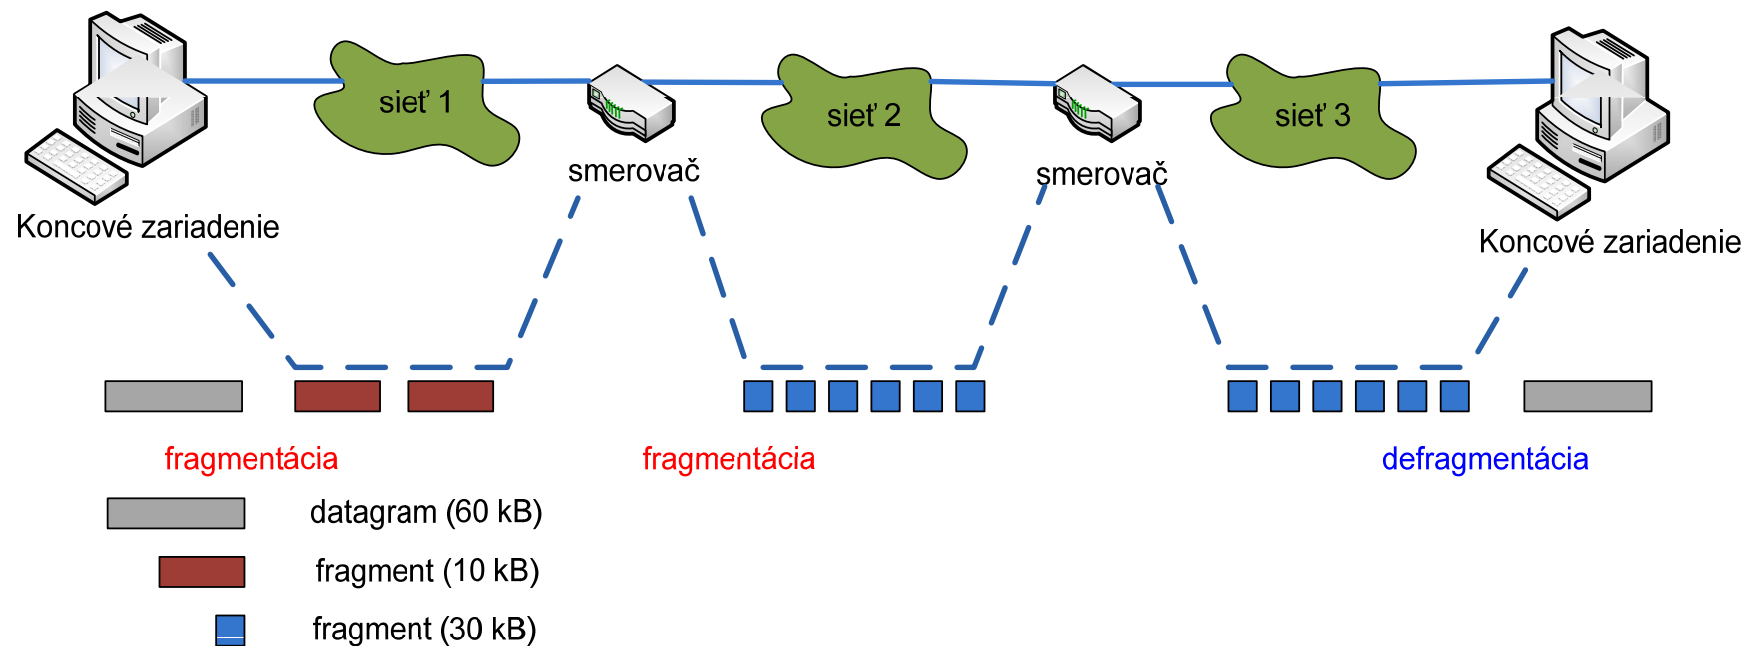 sieť 1
sieť 2
sieť 3
smerovač
smerovač
Koncové zariadenie
Koncové zariadenie
fragmentácia
fragmentácia
defragmentácia
datagram (60 kB)
fragment (10 kB)
fragment (30 kB)